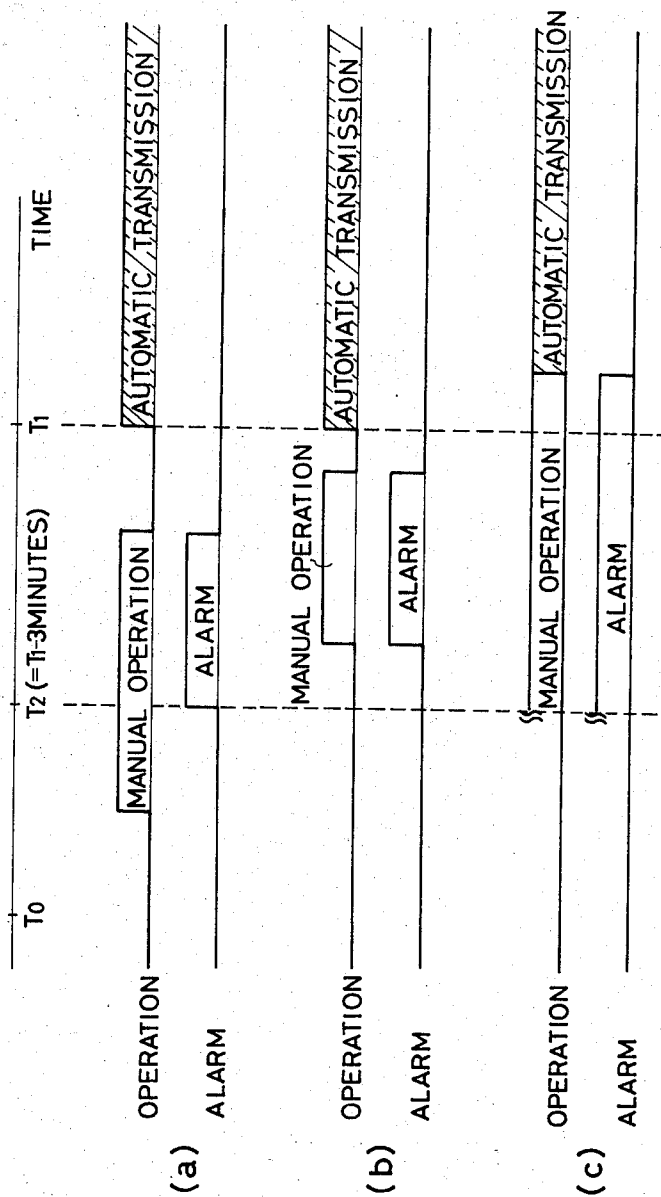 T0 T2 (=T1-3MINUTES) T1 TIME
(a)
OPERATION MANUAL OPERATION AUTOMATIC TRANSMISSION
ALARM ALARM
(b)
OPERATION MANUAL OPERATION AUTOMATIC TRANSMISSION
ALARM ALARM
(c)
OPERATION MANUAL OPERATION AUTOMATIC TRANSMISSION
ALARM ALARM